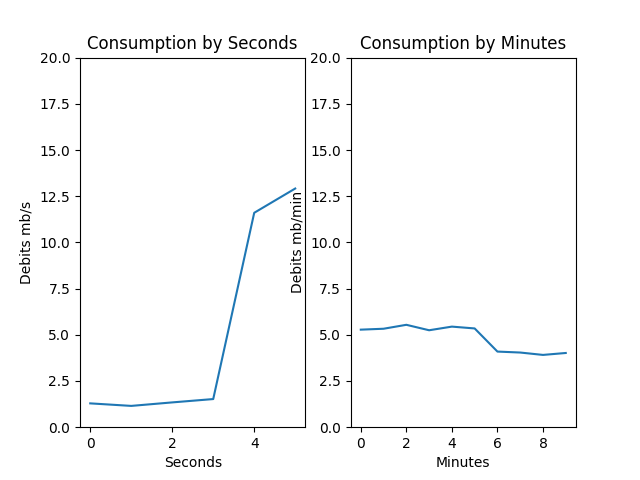 Consumption by Seconds
20.0
17.5
15.0
12.5
10.0
7.5
5.0
2.5
0.0
Debits mb/s
0 2 4
Seconds
Consumption by Minutes
20.0
17.5
15.0
12.5
10.0
7.5
5.0
2.5
0.0
Debits mb/min
0 2 4 6 8
Minutes